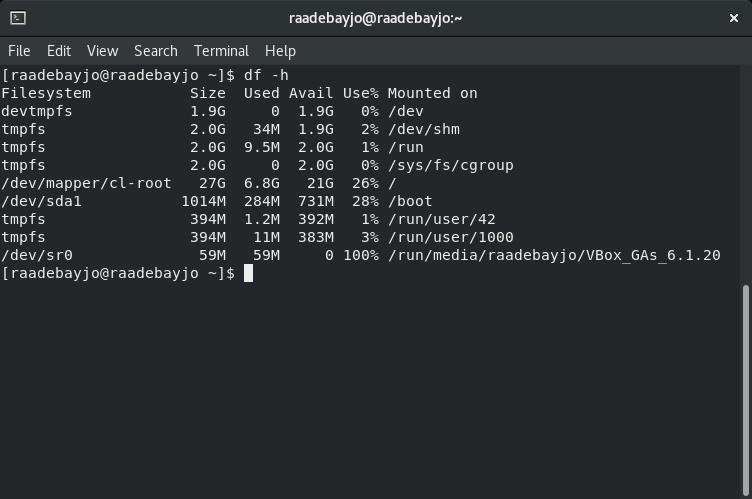 raadebayjo@raadebayjo:~
File Edit View Search Terminal Help
[raadebayjo@raadebayjo ~]$ df -h
Filesystem           Size  Used Avail Use% Mounted on
devtmpfs             1.9G     0  1.9G   0% /dev
tmpfs                2.0G   34M  1.9G   2% /dev/shm
tmpfs                2.0G  9.5M  2.0G   1% /run
tmpfs                2.0G     0  2.0G   0% /sys/fs/cgroup
/dev/mapper/cl-root   27G  6.8G   21G  26% /
/dev/sda1           1014M  284M  731M  28% /boot
tmpfs                394M  1.2M  392M   1% /run/user/42
tmpfs                394M   11M  383M   3% /run/user/1000
/dev/sr0              59M   59M     0 100% /run/media/raadebayjo/VBox_GAs_6.1.20
[raadebayjo@raadebayjo ~]$